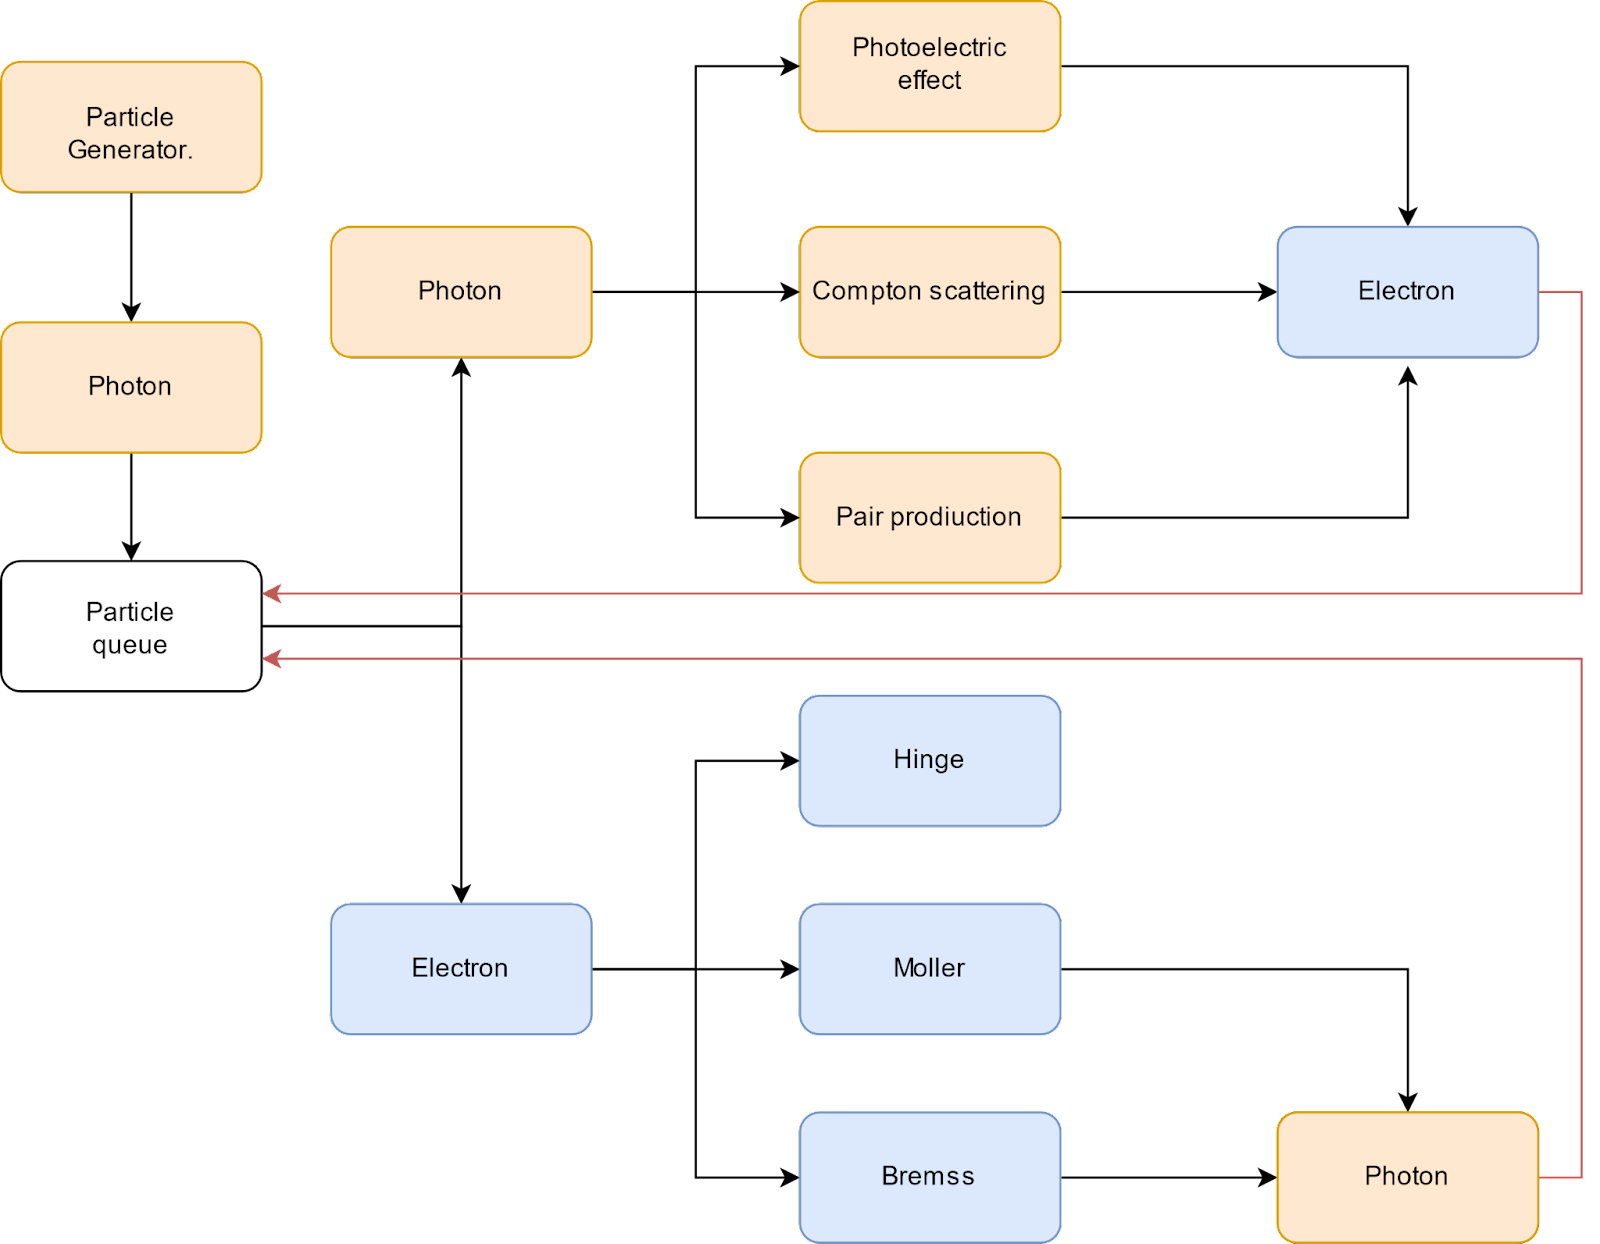 Particle
Generator.
Photon
Particle
queue
Photon
Electron
Photoelectric
effect
Compton scattering
Pair prodiuction
Electron
Hinge
Moller
Bremss
Photon